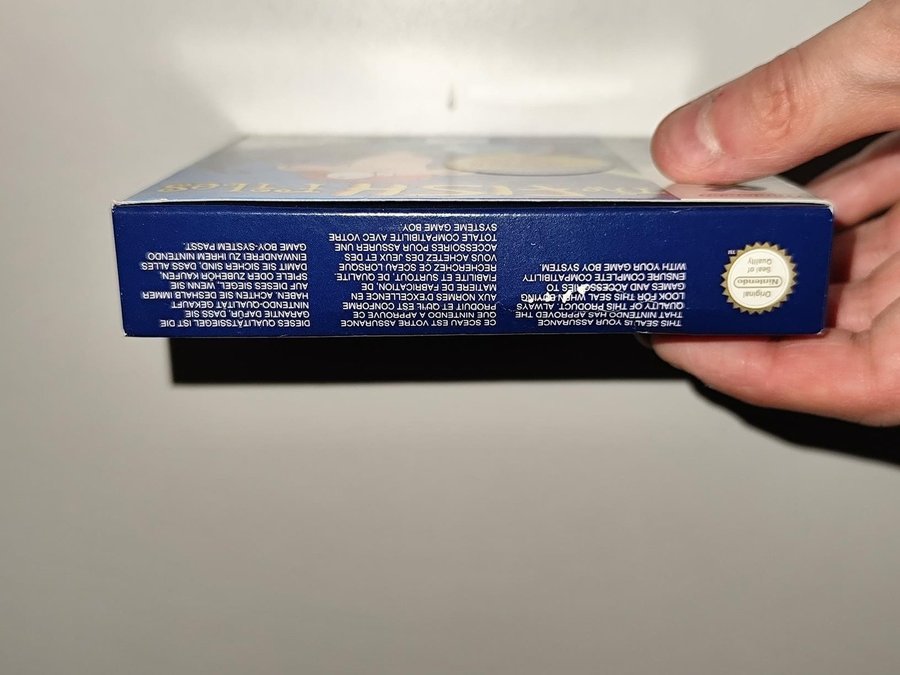 Original
Nintendo
Seal of
Quality
THIS SEAL IS YOUR ASSURANCE
THAT NINTENDO HAS APPROVED THE
QUALITY OF THIS PRODUCT. ALWAYS
LOOK FOR THIS SEAL WHEN BUYING
GAMES AND ACCESSORIES TO
ENSURE COMPLETE COMPATIBILITY
WITH YOUR GAME BOY SYSTEM.
CE SCEAU EST VOTRE ASSURANCE
QUE NINTENDO A APPROUVE CE
PRODUIT ET QU'IL EST CONFORME
AUX NORMES D'EXCELLENCE EN
MATIERE DE FABRICATION, DE
FIABILITE ET SURTOUT, DE QUALITE.
RECHERCHEZ CE SCEAU LORSQUE
VOUS ACHETEZ DES JEUX ET DES
ACCESSOIRES POUR ASSURER UNE
TOTALE COMPATIBILITE AVEC VOTRE
SYSTEME GAME BOY.
DIESES QUALITÄTSSIEGEL IST DIE
GARANTIE DAFÜR, DASS SIE
NINTENDO-QUALITÄT GEKAUFT
HABEN. ACHTEN SIE DESHALB IMMER
AUF DIESES SIEGEL, WENN SIE
SPIELE ODER ZUBEHÖR KAUFEN,
DAMIT SIE SICHER SIND, DASS ALLES
EINWANDFREI ZU IHREM NINTENDO
GAME BOY-SYSTEM PASST.
FISH Files